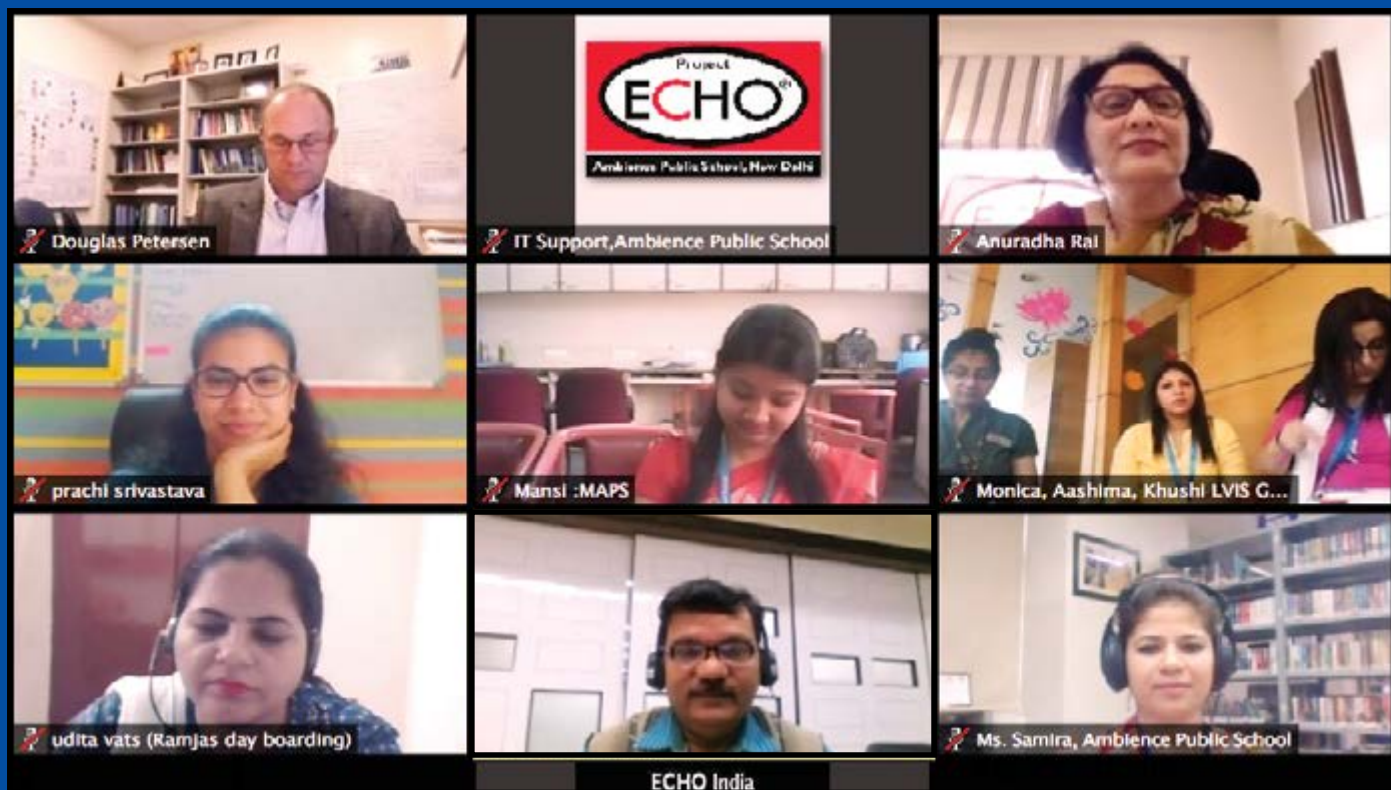 Project
ECHO®
Ambience Public School, New Delhi
Douglas Petersen
IT Support,Ambience Public School
Anuradha Rai
prachi srivastava
Mansi :MAPS
Monica, Aashima, Khushi LVIS G...
udita vats (Ramjas day boarding)
Ms. Samira, Ambience Public School
ECHO India